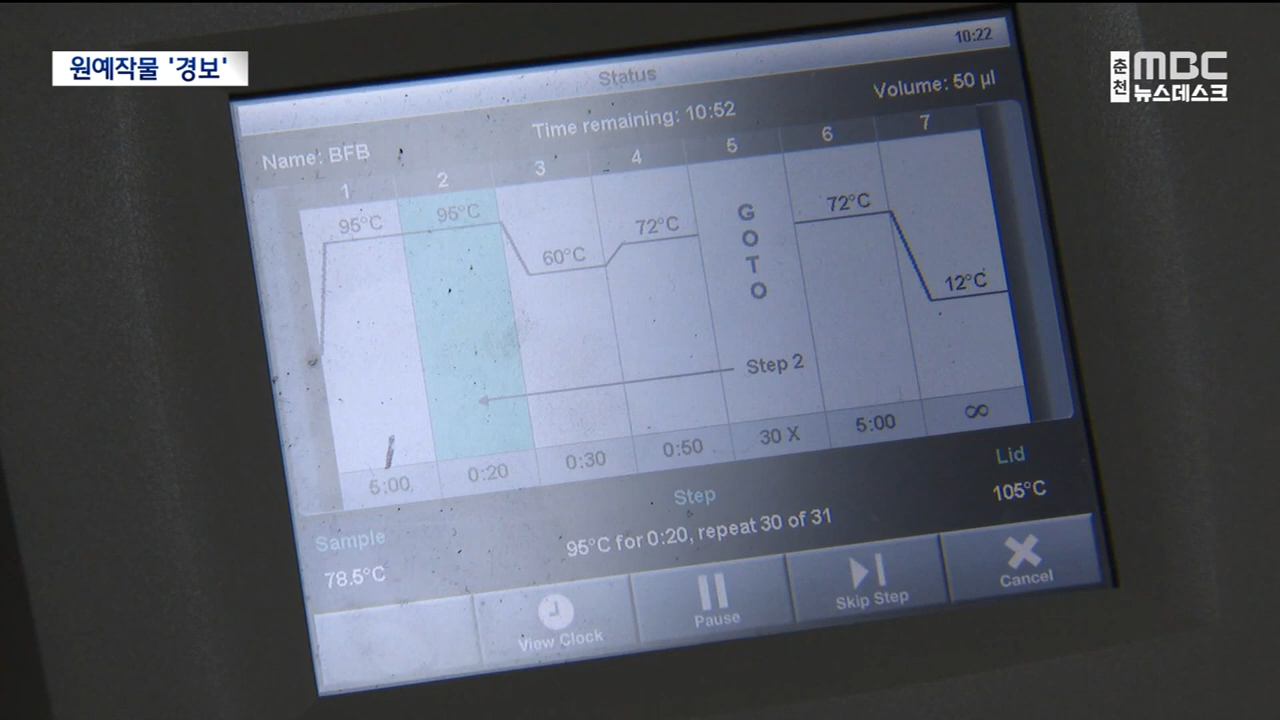 원예작물 '경보'
춘천 MBC
뉴스데스크
10:22
Status
Name: BFB
Time remaining: 10:52
Volume: 50 µl
1 2 3 4 5 6 7
95°C 95°C 60°C 72°C GOTO 72°C 12°C
Step 2
5:00 0:20 0:30 0:50 30 X 5:00 ∞
Sample Step Lid
78.5°C 95°C for 0:20, repeat 30 of 31 105°C
View Clock Pause Skip Step Cancel